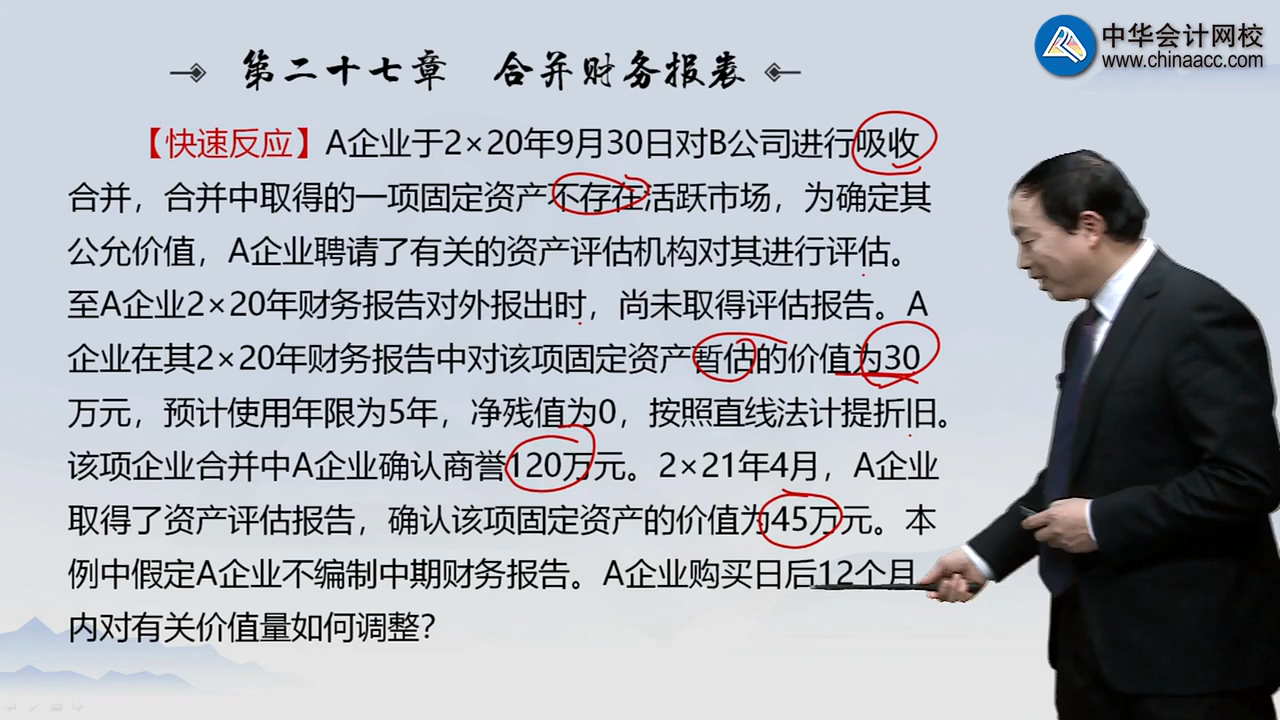 中华会计网校
www.chinaacc.com
第二十七章 合并财务报表
【快速反应】A企业于2×20年9月30日对B公司进行吸收
合并，合并中取得的一项固定资产不存在活跃市场，为确定其
公允价值，A企业聘请了有关的资产评估机构对其进行评估。
至A企业2×20年财务报告对外报出时，尚未取得评估报告。A
企业在其2×20年财务报告中对该项固定资产暂估的价值为30
万元，预计使用年限为5年，净残值为0，按照直线法计提折旧。
该项企业合并中A企业确认商誉120万元。2×21年4月，A企业
取得了资产评估报告，确认该项固定资产的价值为45万元。本
例中假定A企业不编制中期财务报告。A企业购买日后12个月
内对有关价值量如何调整？